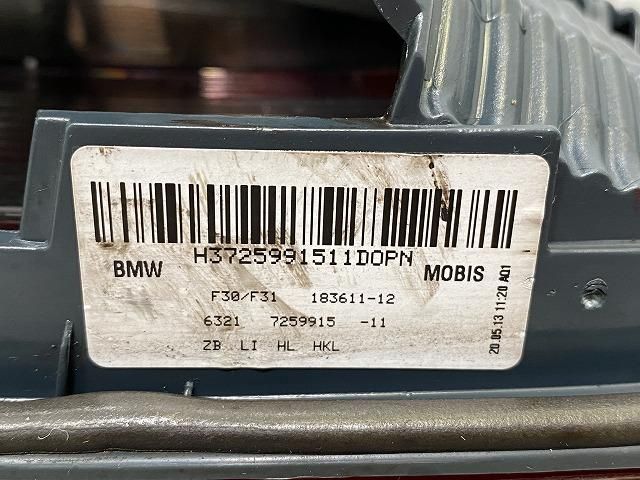 H3725991511DOPN
BMW MOBIS
F30/F31 183611-12
6321 7259915 -11
ZB LI HL HKL
20.05.13 11:20 A01